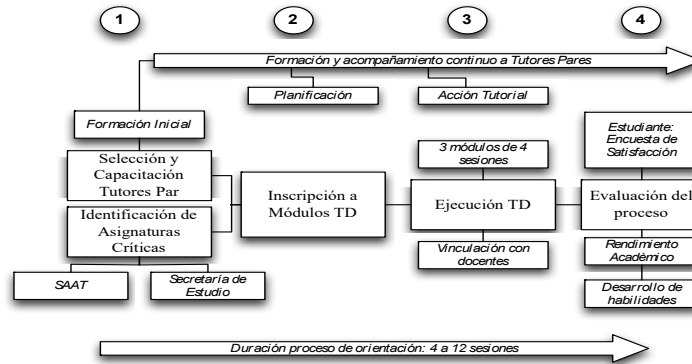 1
2
3
4
Formación y acompañamiento continuo a Tutores Pares
Planificación
Acción Tutorial
Formación Inicial
Estudiante:
Encuesta de
Satisfacción
3 módulos de 4
sesiones
Selección y
Capacitación
Tutores Par
Inscripción a
Módulos TD
Ejecución TD
Evaluación del
proceso
Identificación de
Asignaturas
Críticas
Vinculación con
docentes
Rendimiento
Académico
SAAT
Secretaría de
Estudio
Desarrollo de
habilidades
Duración proceso de orientación: 4 a 12 sesiones